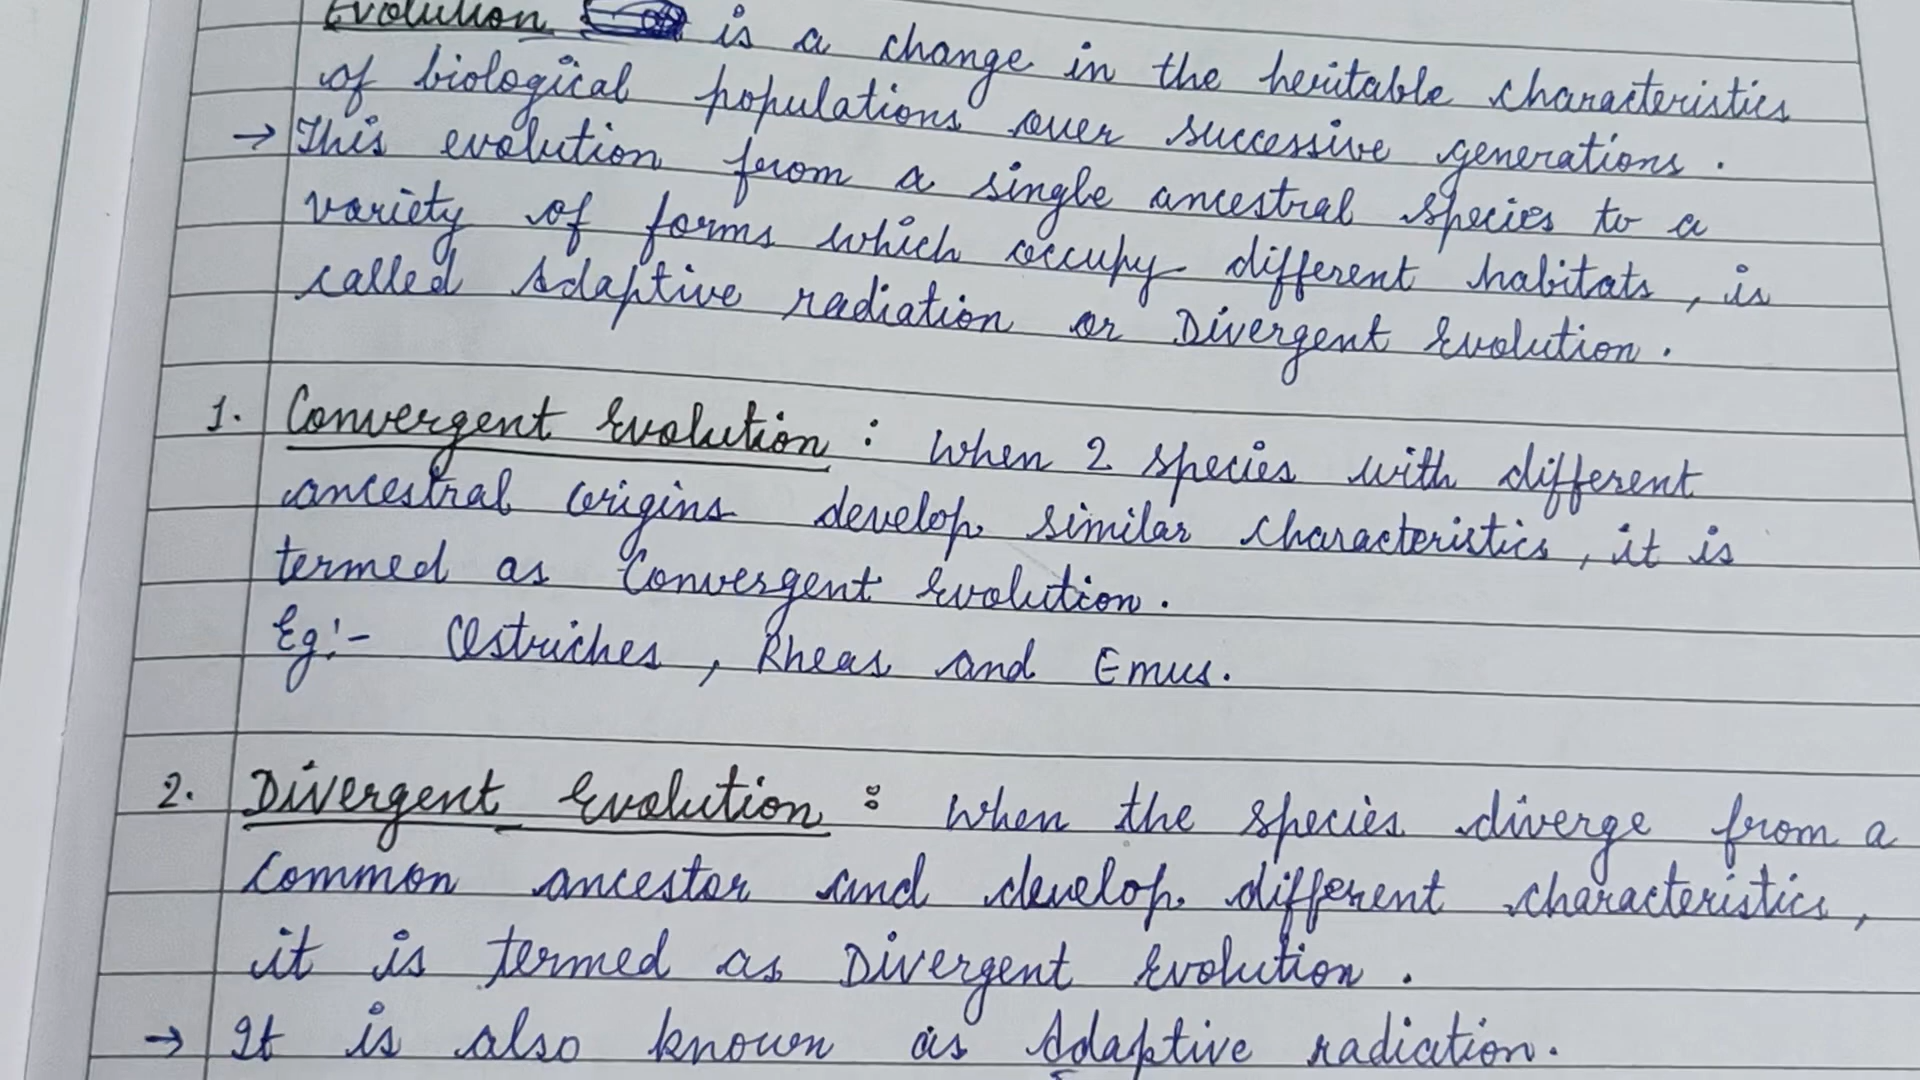 Evolution is a change in the heritable characteristics
of biological populations over successive generations.
→ This evolution from a single ancestral species to a
variety of forms which occupy different habitats, is
called Adaptive radiation or Divergent Evolution.
1. Convergent Evolution : When 2 species with different
ancestral origins develop similar characteristics, it is
termed as Convergent Evolution.
Eg:- Ostriches, Rheas and Emus.
2. Divergent Evolution : When the species diverge from a
common ancestor and develop different characteristics,
it is termed as Divergent Evolution.
→ It is also known as Adaptive radiation.